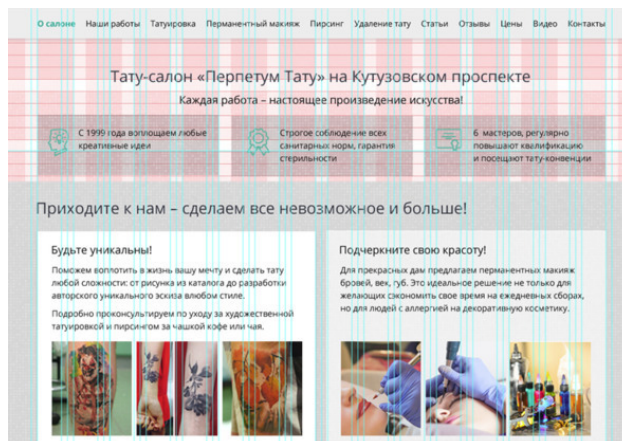 О салоне Наши работы Татуировка Перманентный макияж Пирсинг Удаление тату Статьи Отзывы Цены Видео Контакты
Тату-салон «Перпетум Тату» на Кутузовском проспекте
Каждая работа – настоящее произведение искусства!
С 1999 года воплощаем любые
креативные идеи
Строгое соблюдение всех
санитарных норм, гарантия
стерильности
6 мастеров, регулярно
повышают квалификацию
и посещают тату-конвенции
Приходите к нам – сделаем все невозможное и больше!
Будьте уникальны!
Поможем воплотить в жизнь вашу мечту и сделать тату
любой сложности: от рисунка из каталога до разработки
авторского уникального эскиза влюбом стиле.
Подробно проконсультируем по уходу за художественной
татуировкой и пирсингом за чашкой кофе или чая.
Подчеркните свою красоту!
Для прекрасных дам предлагаем перманентных макияж
бровей, век, губ. Это идеальное решение не только для
желающих сэкономить свое время на ежедневных сборах,
но для людей с аллергией на декоративную косметику.